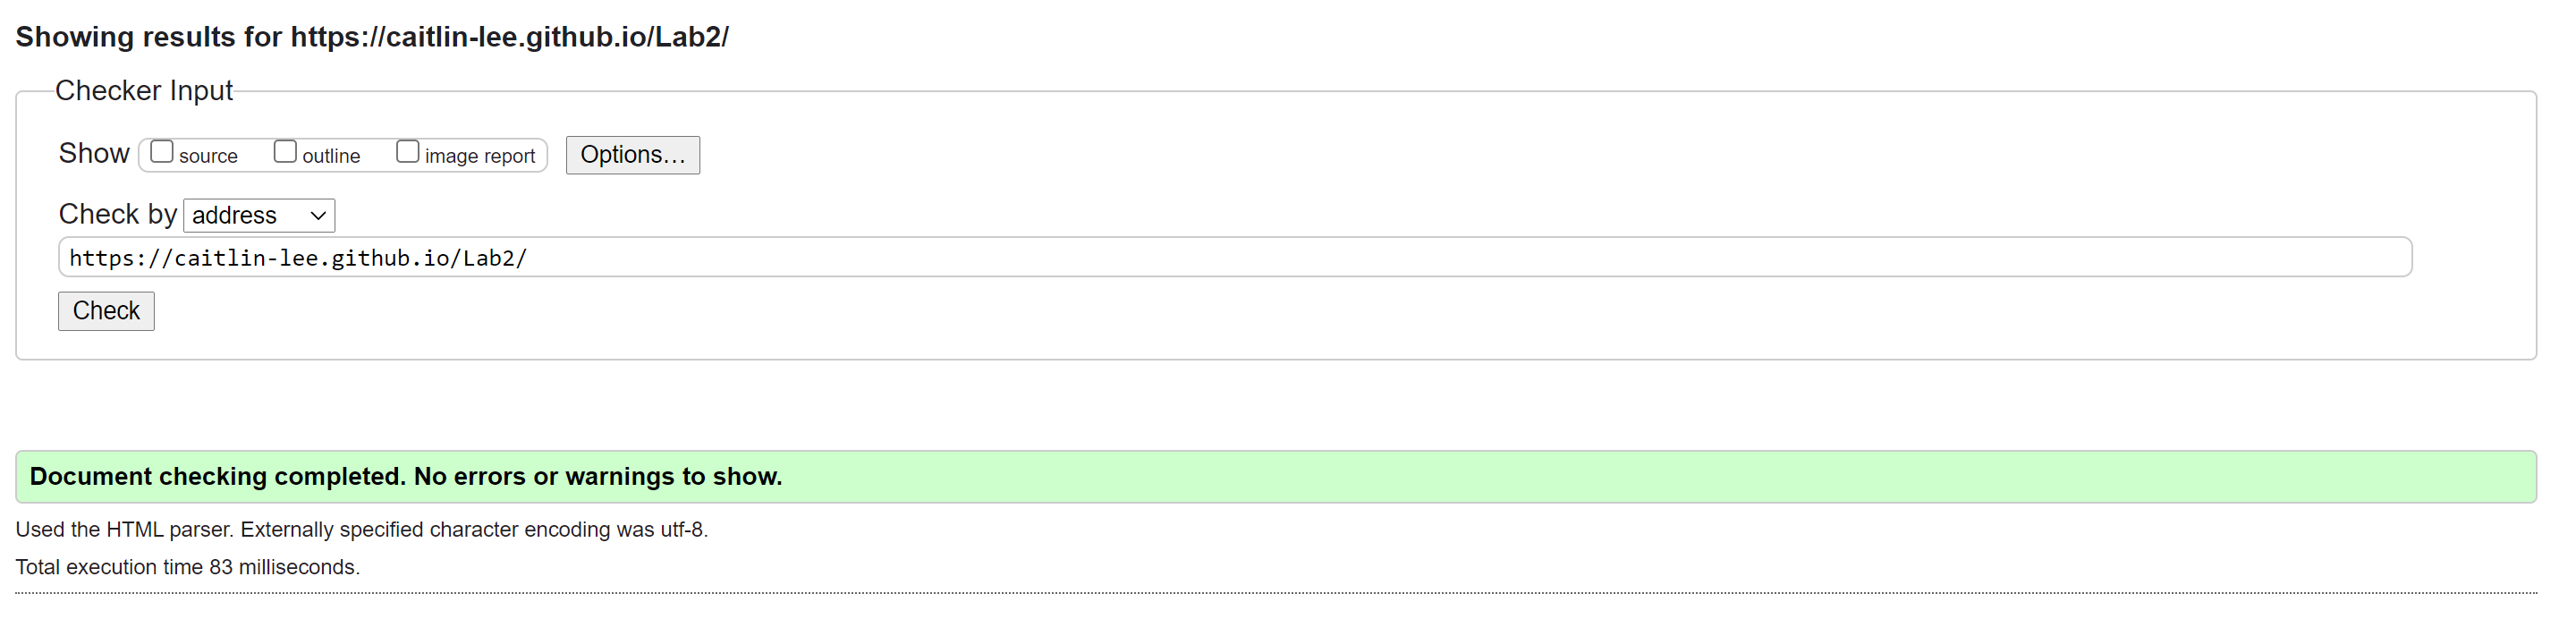 Showing results for https://caitlin-lee.github.io/Lab2/
Checker Input
Show source outline image report Options...
Check by address
https://caitlin-lee.github.io/Lab2/
Check
Document checking completed. No errors or warnings to show.
Used the HTML parser. Externally specified character encoding was utf-8.
Total execution time 83 milliseconds.